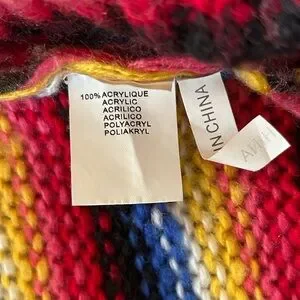 100% ACRYLIQUE
ACRYLIC
ACRILICO
ACRILICO
POLYACRYL
POLIAKRYL
IN CHINA